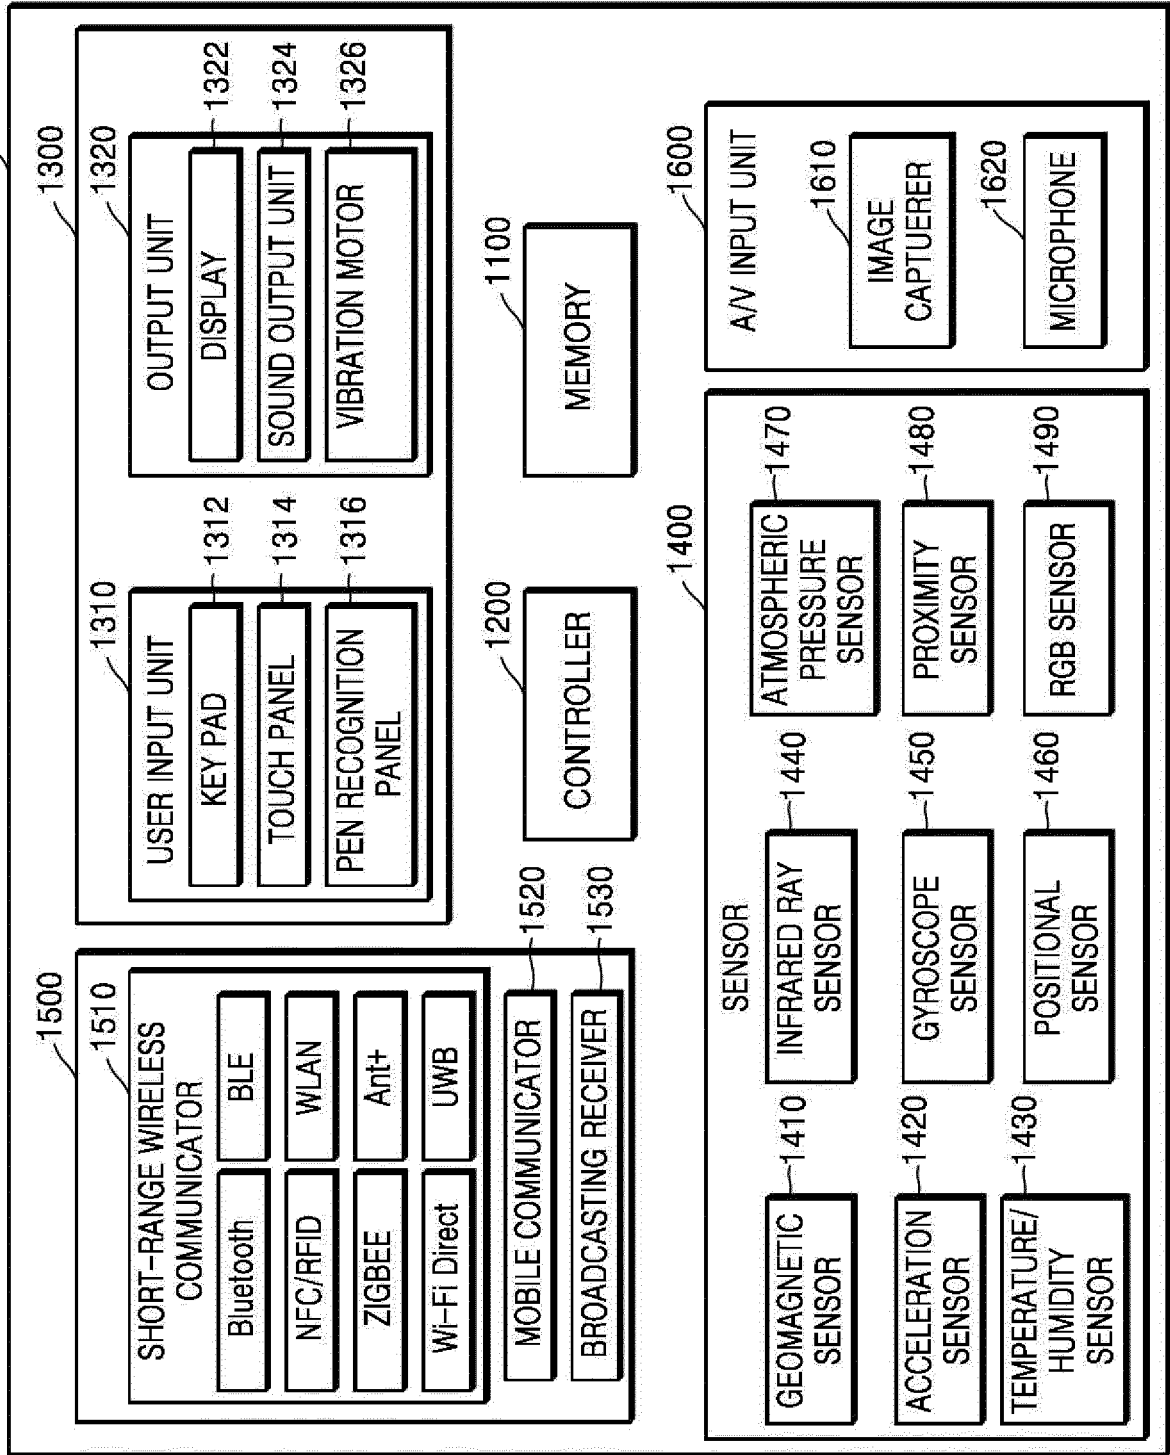 1500
1510
SHORT-RANGE WIRELESS
COMMUNICATOR
Bluetooth
BLE
NFC/RFID
WLAN
ZIGBEE
Ant+
Wi-Fi Direct
UWB
MOBILE COMMUNICATOR
1520
BROADCASTING RECEIVER
1530
1300
1310
USER INPUT UNIT
KEY PAD
1312
TOUCH PANEL
1314
PEN RECOGNITION
PANEL
1316
1320
OUTPUT UNIT
DISPLAY
1322
SOUND OUTPUT UNIT
1324
VIBRATION MOTOR
1326
1200
CONTROLLER
1100
MEMORY
1400
SENSOR
GEOMAGNETIC
SENSOR
1410
INFRARED RAY
SENSOR
1440
ATMOSPHERIC
PRESSURE
SENSOR
1470
ACCELERATION
SENSOR
1420
GYROSCOPE
SENSOR
1450
PROXIMITY
SENSOR
1480
TEMPERATURE/
HUMIDITY
SENSOR
1430
POSITIONAL
SENSOR
1460
RGB SENSOR
1490
1600
A/V INPUT UNIT
1610
IMAGE
CAPTUERER
1620
MICROPHONE